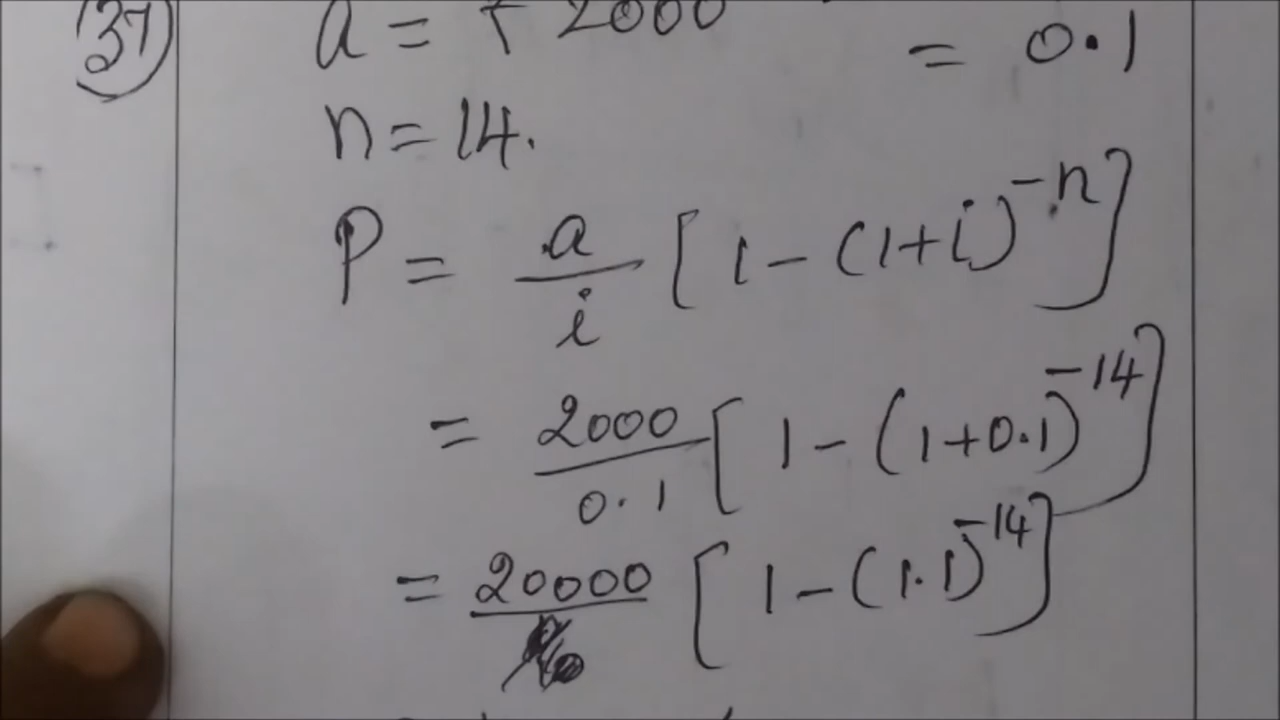 (37) a = ₹ 2000 = 0.1
n = 14.
P = a/i [1 - (1+i)^-n]
= 2000/0.1 [1 - (1+0.1)^-14]
= 20000 [1 - (1.1)^-14]